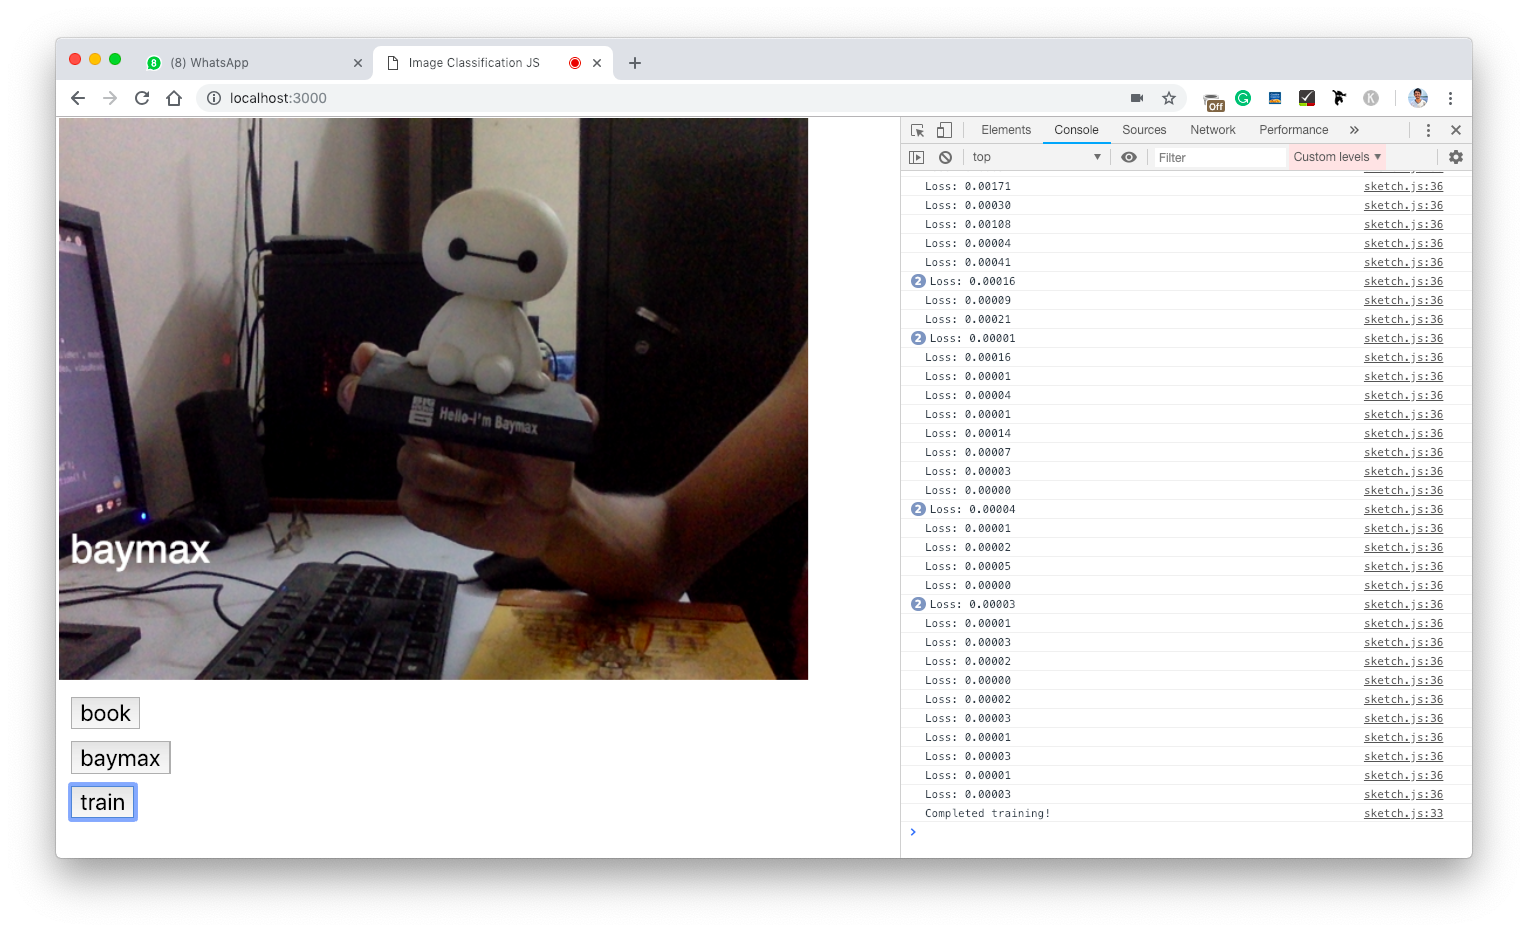 8 (8) WhatsApp
Image Classification JS
localhost:3000
Off
K
Elements Console Sources Network Performance »
top Filter Custom levels
Loss: 0.00171 sketch.js:36
Loss: 0.00030 sketch.js:36
Loss: 0.00108 sketch.js:36
Loss: 0.00004 sketch.js:36
Loss: 0.00041 sketch.js:36
2 Loss: 0.00016 sketch.js:36
Loss: 0.00009 sketch.js:36
Loss: 0.00021 sketch.js:36
2 Loss: 0.00001 sketch.js:36
Loss: 0.00016 sketch.js:36
Loss: 0.00001 sketch.js:36
Loss: 0.00004 sketch.js:36
Loss: 0.00001 sketch.js:36
Loss: 0.00014 sketch.js:36
Loss: 0.00007 sketch.js:36
Loss: 0.00003 sketch.js:36
Loss: 0.00000 sketch.js:36
2 Loss: 0.00004 sketch.js:36
Loss: 0.00001 sketch.js:36
Loss: 0.00002 sketch.js:36
Loss: 0.00005 sketch.js:36
Loss: 0.00000 sketch.js:36
2 Loss: 0.00003 sketch.js:36
Loss: 0.00001 sketch.js:36
Loss: 0.00003 sketch.js:36
Loss: 0.00002 sketch.js:36
Loss: 0.00000 sketch.js:36
Loss: 0.00002 sketch.js:36
Loss: 0.00003 sketch.js:36
Loss: 0.00001 sketch.js:36
Loss: 0.00003 sketch.js:36
Loss: 0.00001 sketch.js:36
Loss: 0.00003 sketch.js:36
Completed training! sketch.js:33
Hello~I'm Baymax
baymax
book
baymax
train